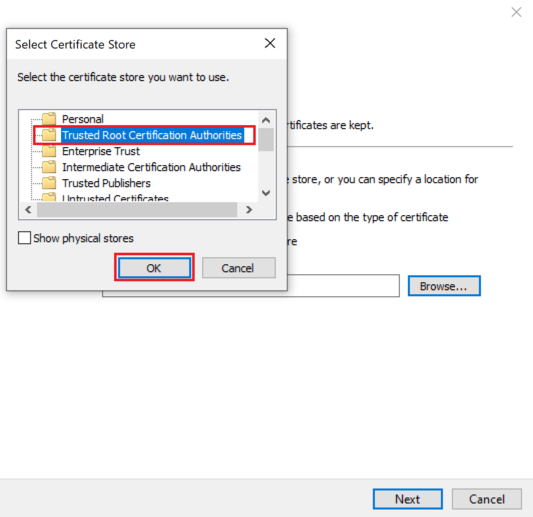 Select Certificate Store
Select the certificate store you want to use.
Personal
Trusted Root Certification Authorities
Enterprise Trust
Intermediate Certification Authorities
Trusted Publishers
Untrusted Certificates
Show physical stores
OK Cancel
rtificates are kept.
store, or you can specify a location for
e based on the type of certificate
re
Browse...
Next Cancel